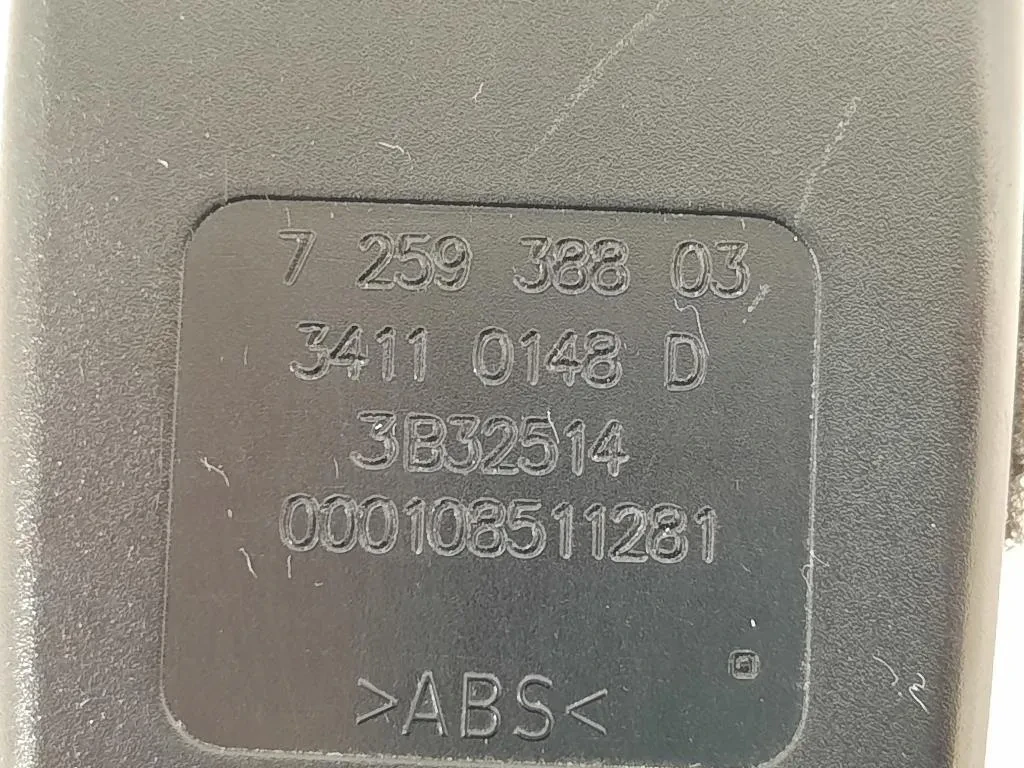 7 259 388 03
3411 0148 D
3B32514
000108511281
>ABS<